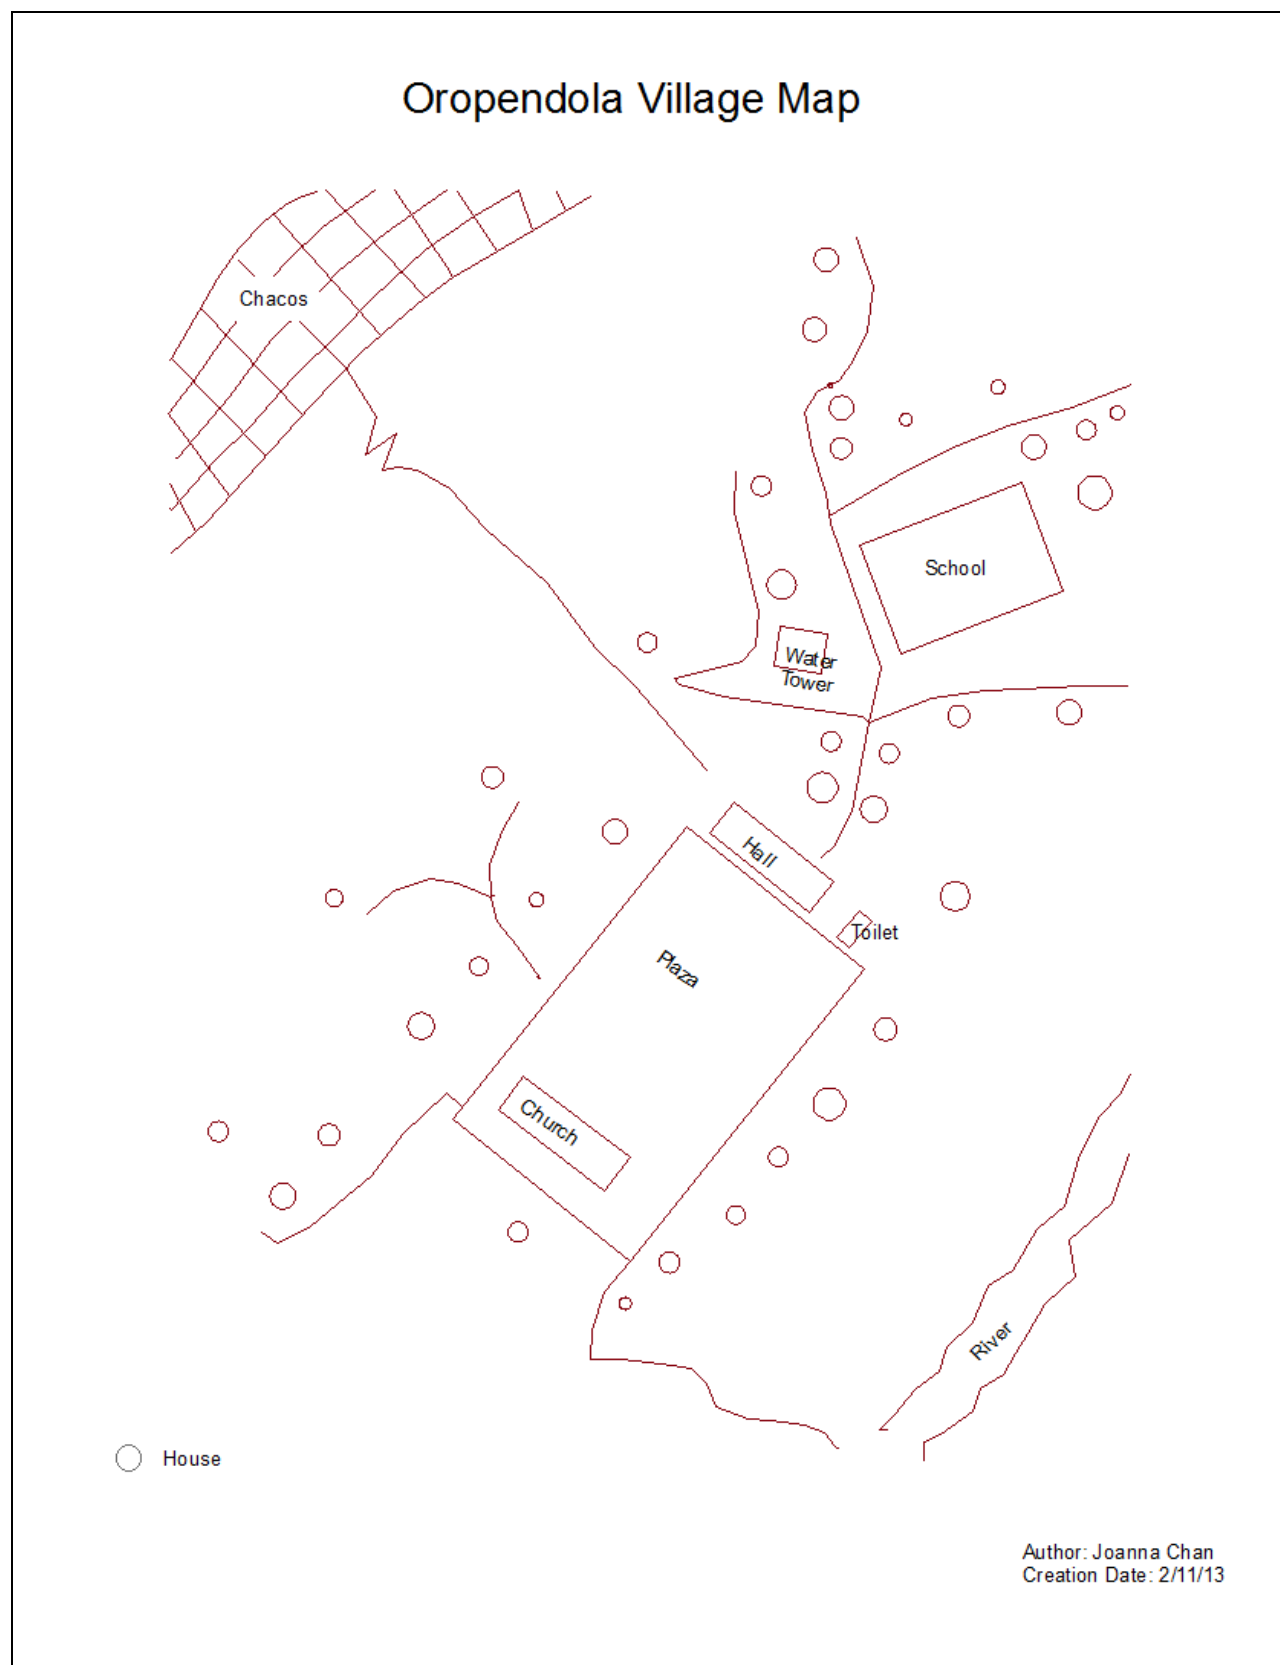 Oropendola Village Map
Chacos
School
Water
Tower
Hall
Toilet
Plaza
Church
River
House
Author: Joanna Chan
Creation Date: 2/11/13